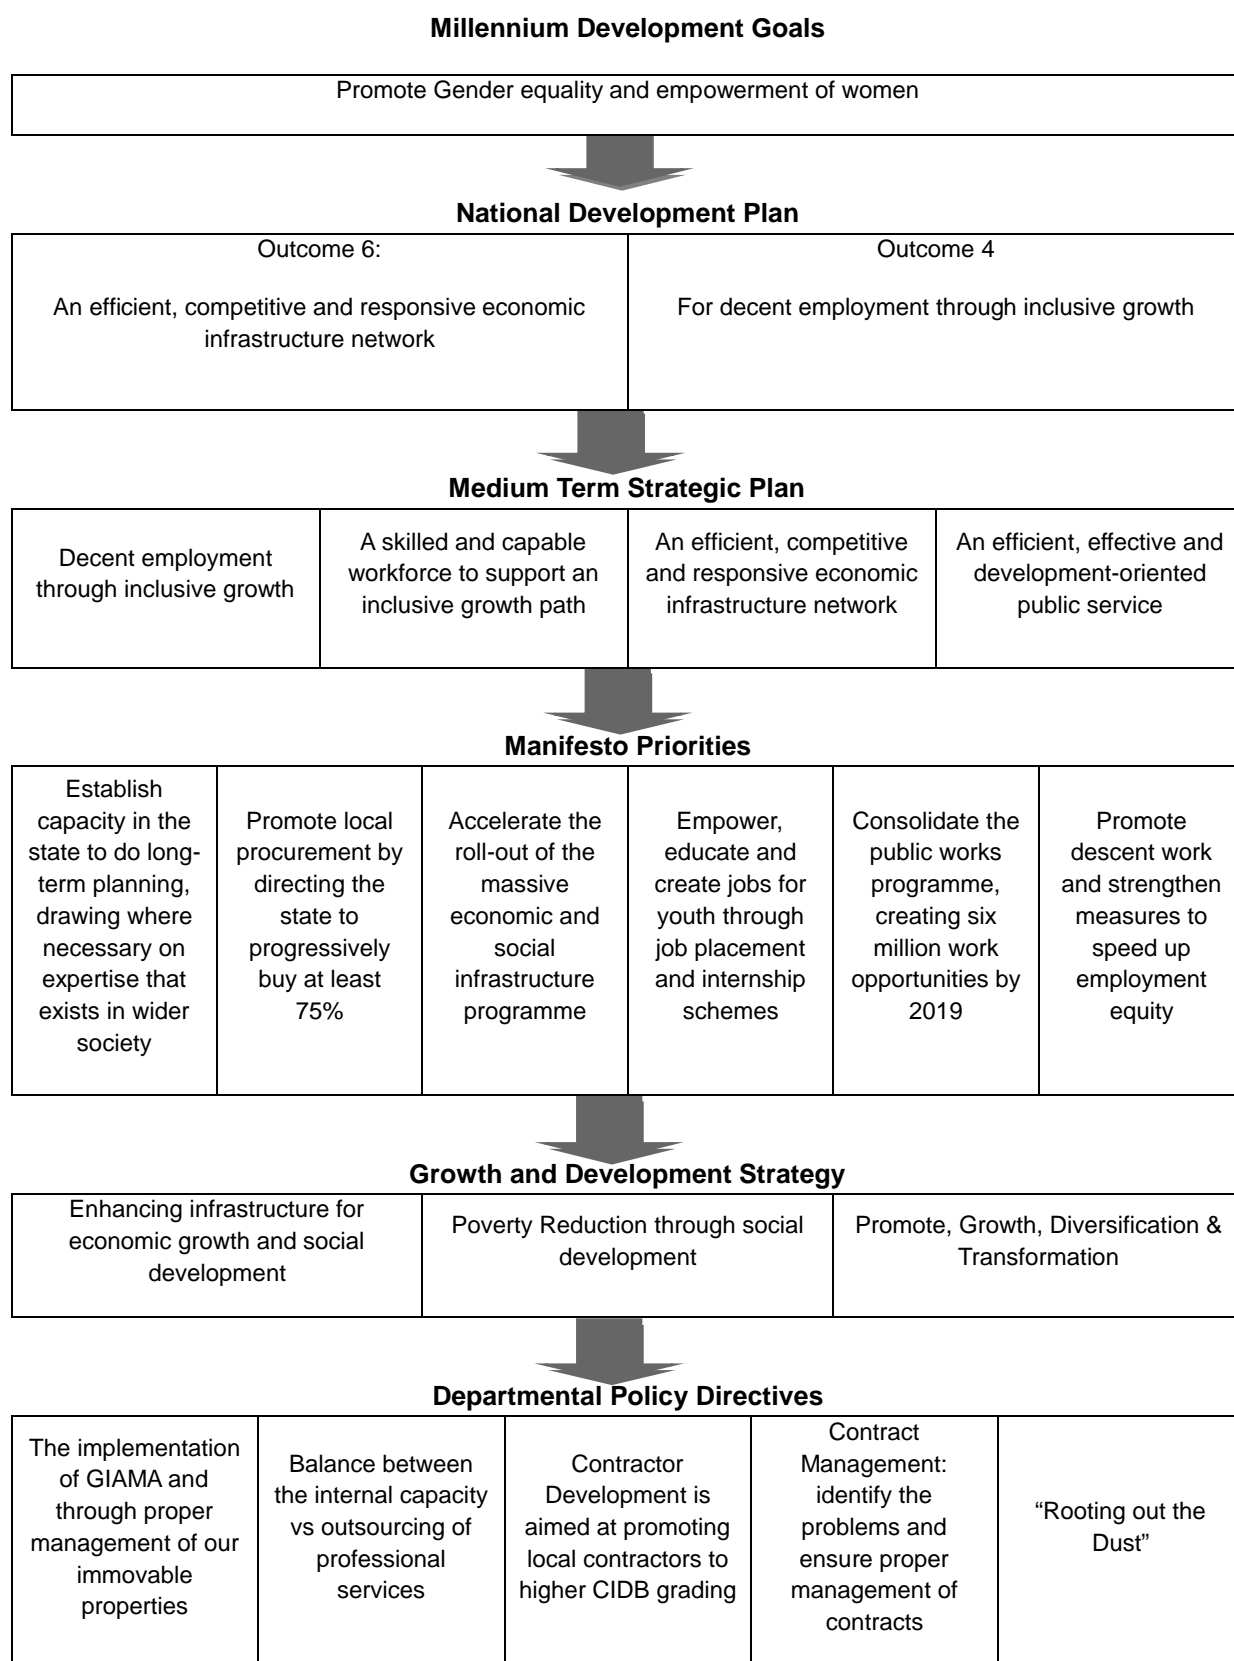 Millennium Development Goals
Promote Gender equality and empowerment of women
National Development Plan
Outcome 6:
An efficient, competitive and responsive economic
infrastructure network
Outcome 4
For decent employment through inclusive growth
Medium Term Strategic Plan
Decent employment
through inclusive growth
A skilled and capable
workforce to support an
inclusive growth path
An efficient, competitive
and responsive economic
infrastructure network
An efficient, effective and
development-oriented
public service
Manifesto Priorities
Establish
capacity in the
state to do long-
term planning,
drawing where
necessary on
expertise that
exists in wider
society
Promote local
procurement by
directing the
state to
progressively
buy at least
75%
Accelerate the
roll-out of the
massive
economic and
social
infrastructure
programme
Empower,
educate and
create jobs for
youth through
job placement
and internship
schemes
Consolidate the
public works
programme,
creating six
million work
opportunities by
2019
Promote
descent work
and strengthen
measures to
speed up
employment
equity
Growth and Development Strategy
Enhancing infrastructure for
economic growth and social
development
Poverty Reduction through social
development
Promote, Growth, Diversification &
Transformation
Departmental Policy Directives
The implementation
of GIAMA and
through proper
management of our
immovable
properties
Balance between
the internal capacity
vs outsourcing of
professional
services
Contractor
Development is
aimed at promoting
local contractors to
higher CIDB grading
Contract
Management:
identify the
problems and
ensure proper
management of
contracts
“Rooting out the
Dust”